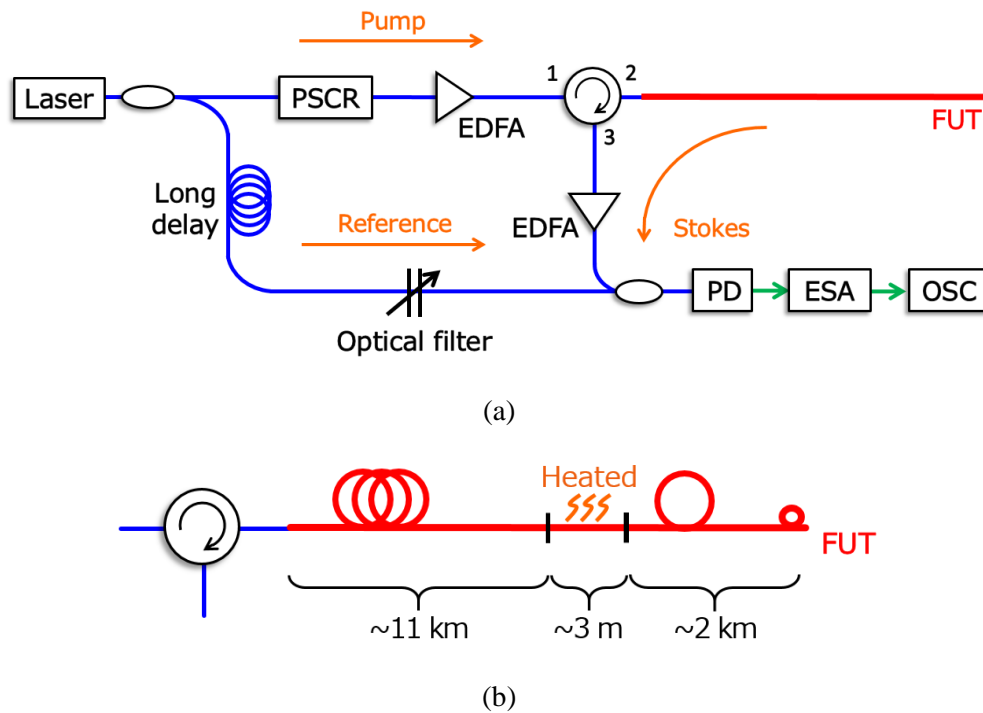 Pump
Laser
PSCR
EDFA
1
2
3
FUT
Long
delay
Reference
EDFA
Stokes
PD
ESA
OSC
Optical filter
(a)
Heated
FUT
~11 km
~3 m
~2 km
(b)